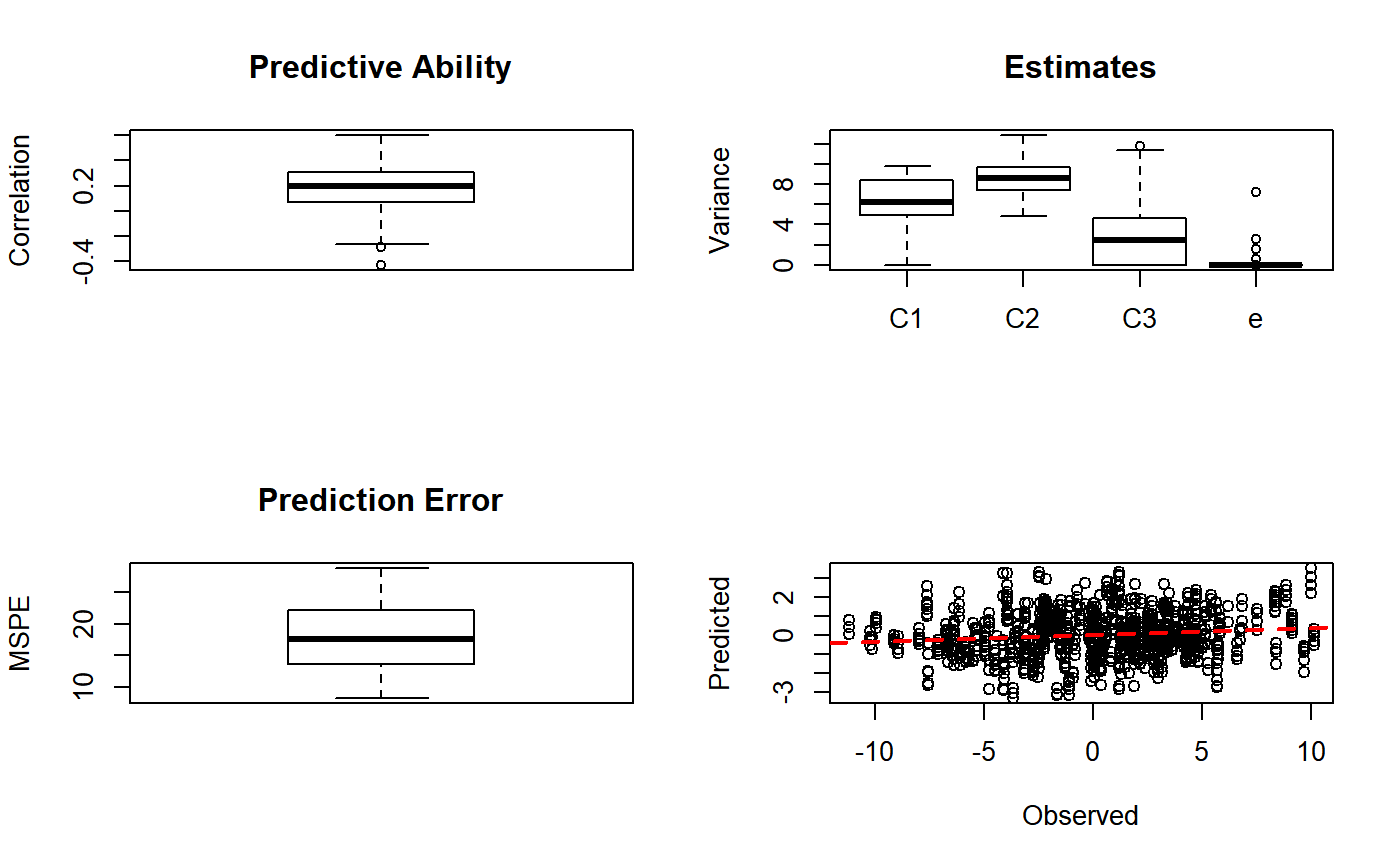 Predictive Ability
Correlation
0.2
-0.4
Estimates
Variance
8
4
0
C1 C2 C3 e
Prediction Error
MSPE
20
10
Predicted
2
0
-3
-10 -5 0 5 10
Observed